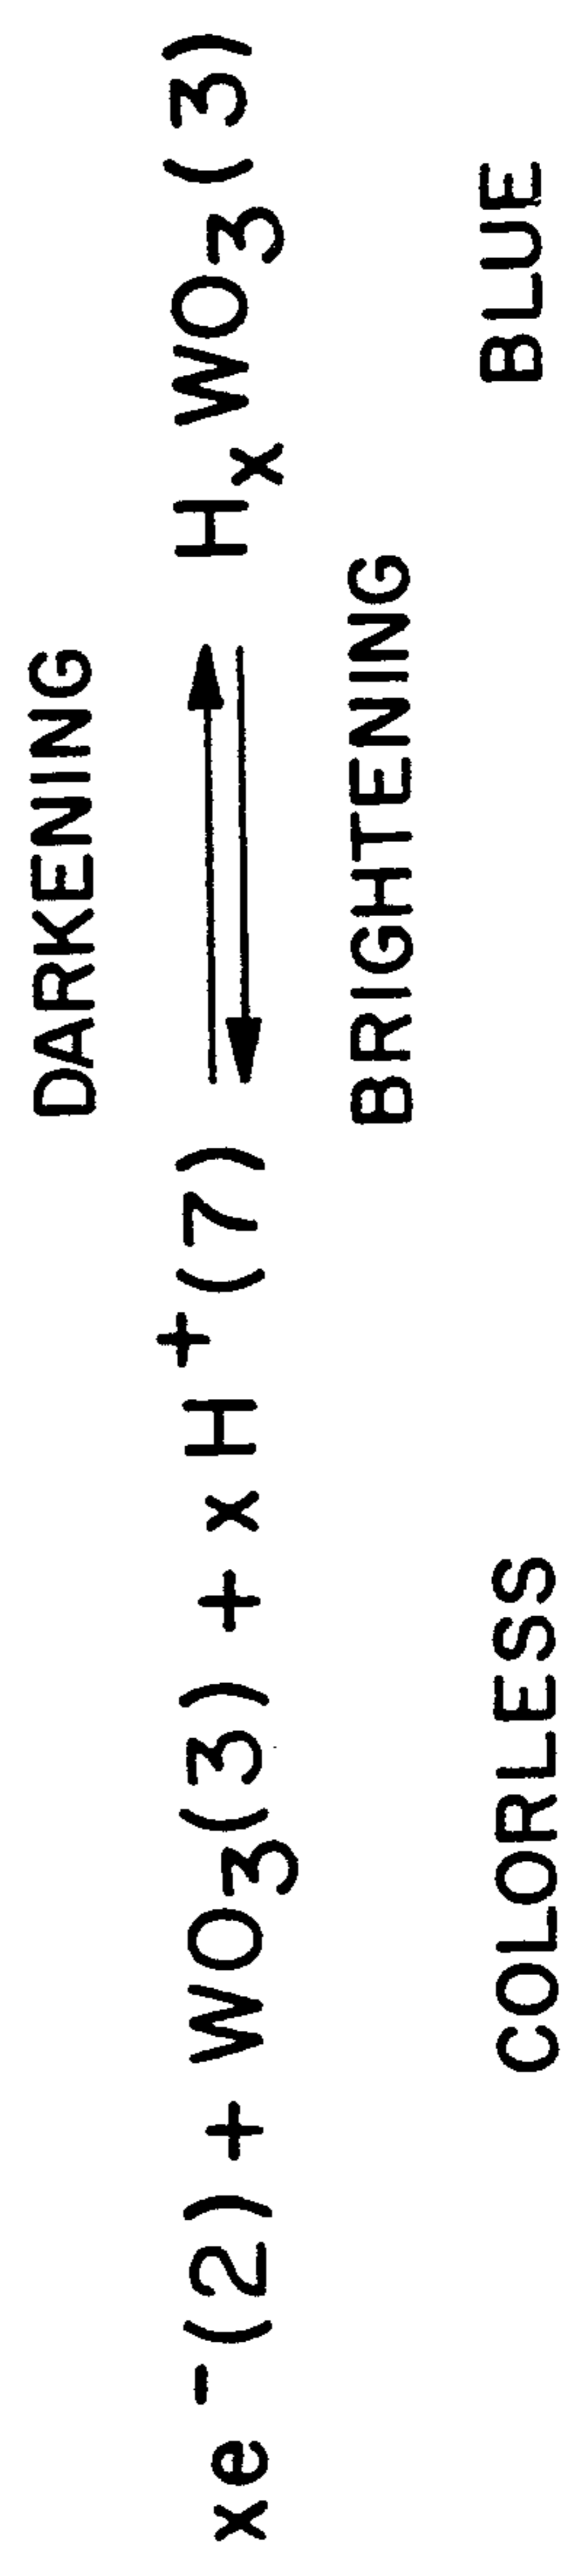 DARKENING
xe⁻(2) + WO₃(3) + xH⁺(7) ⇄ HₓWO₃(3)
BRIGHTENING
COLORLESS BLUE